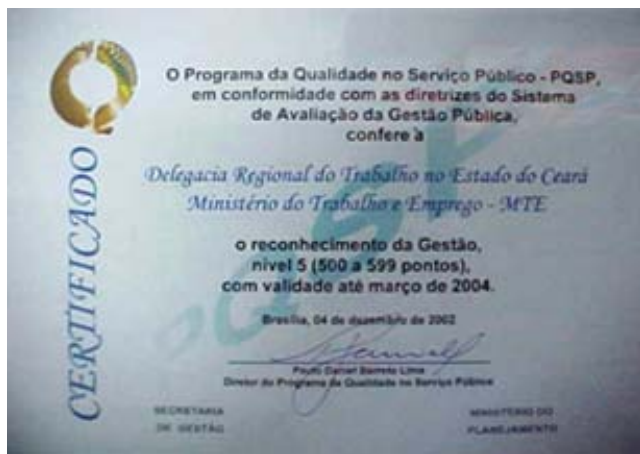 CERTIFICADO
O Programa da Qualidade no Serviço Público - PQSP,
em conformidade com as diretrizes do Sistema
de Avaliação da Gestão Pública,
confere à
Delegacia Regional do Trabalho no Estado do Ceará
Ministério do Trabalho e Emprego - MTE
o reconhecimento da Gestão,
nível 5 (500 a 599 pontos),
com validade até março de 2004.
Brasília, 04 de dezembro de 2002
Paulo Daniel Barreto Lima
Diretor do Programa da Qualidade no Serviço Público
SECRETARIA
DE GESTÃO
MINISTÉRIO DO
PLANEJAMENTO
PQSP